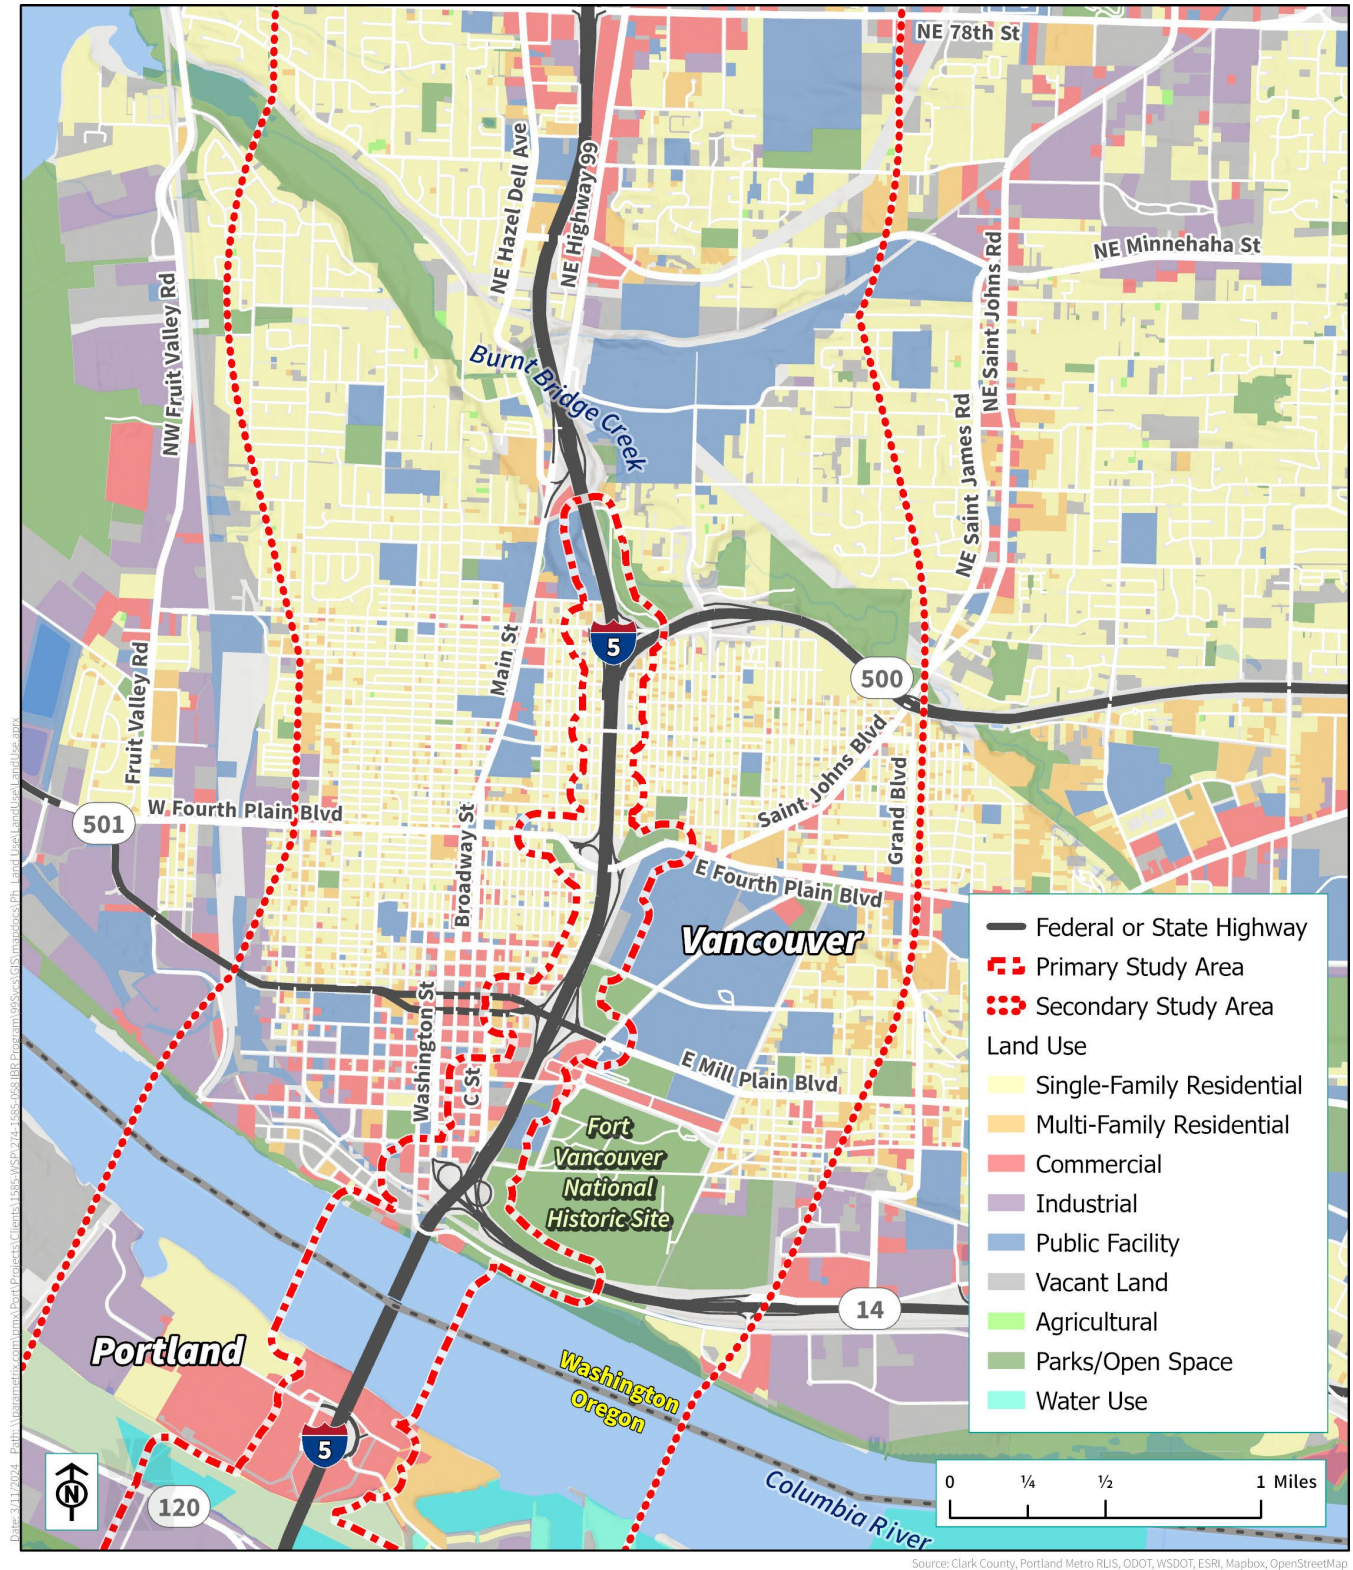 NE 78th St
NE Hazel Dell Ave
NE Highway 99
NE Minnehaha St
NE Saint Johns Rd
NW Fruit Valley Rd
Burnt Bridge Creek
NE Saint James Rd
5
500
Main St
Fruit Valley Rd
501
W Fourth Plain Blvd
Broadway St
Saint Johns Blvd
Grand Blvd
E Fourth Plain Blvd
Vancouver
Washington St
C St
E Mill Plain Blvd
Fort
Vancouver
National
Historic Site
14
Portland
Washington
Oregon
5
120
Columbia River
N
Federal or State Highway
Primary Study Area
Secondary Study Area
Land Use
Single-Family Residential
Multi-Family Residential
Commercial
Industrial
Public Facility
Vacant Land
Agricultural
Parks/Open Space
Water Use
0 ¼ ½ 1 Miles
Source: Clark County, Portland Metro RLIS, ODOT, WSDOT, ESRI, Mapbox, OpenStreetMap
Date: 3/11/2024